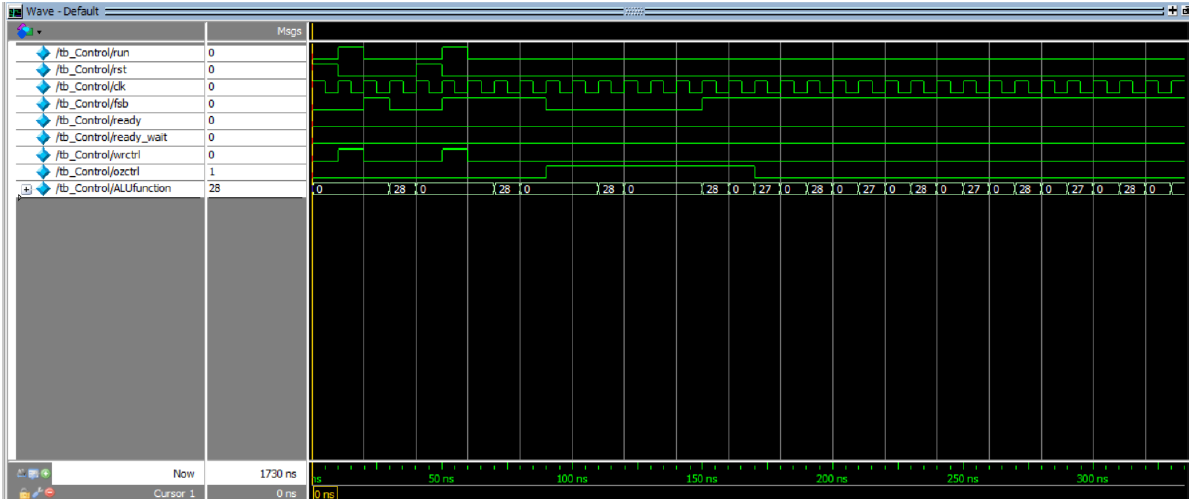 Wave - Default
Msgs
/tb_Control/run 0
/tb_Control/rst 0
/tb_Control/clk 0
/tb_Control/fsb 0
/tb_Control/ready 0
/tb_Control/ready_wait 0
/tb_Control/wrctrl 0
/tb_Control/ozctrl 1
/tb_Control/ALUfunction 28 0 28 0 28 0 28 0 28 0 27 0 28 0 27 0 28 0 27 0 28 0 27 0 28 0
Now 1730 ns ns 50 ns 100 ns 150 ns 200 ns 250 ns 300 ns
Cursor 1 0 ns 0 ns